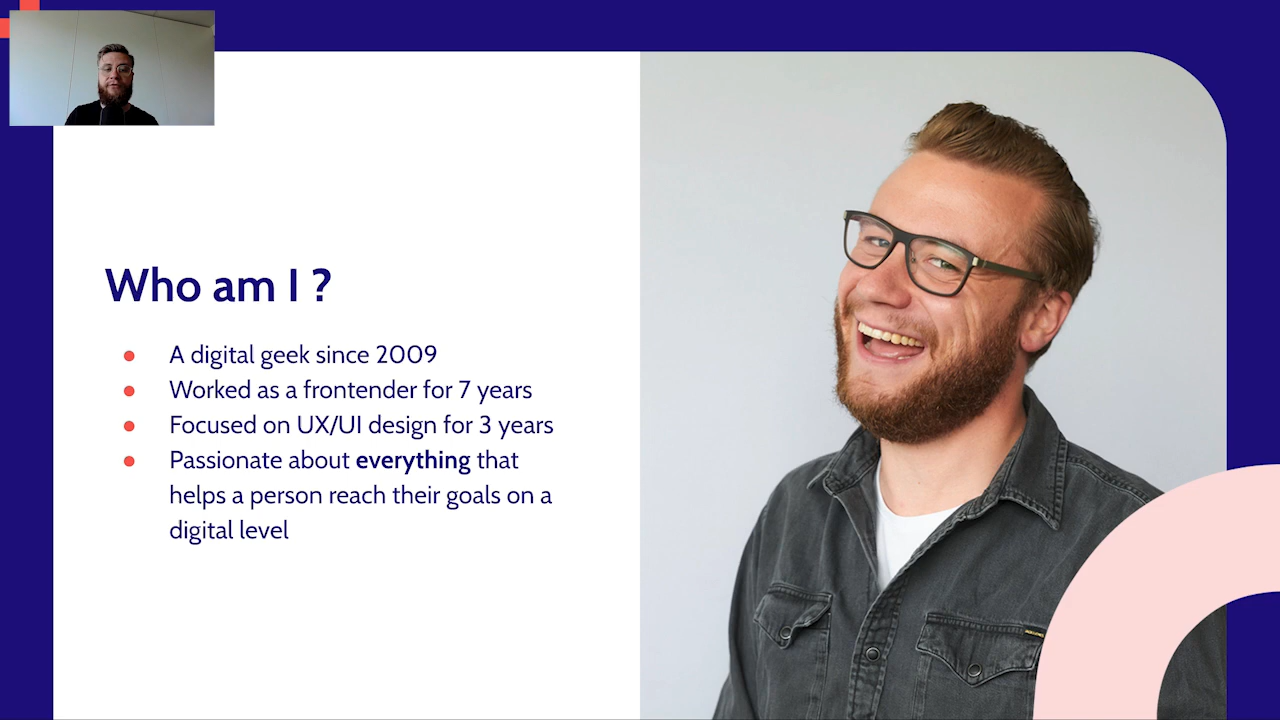 Who am I ?
A digital geek since 2009
Worked as a frontender for 7 years
Focused on UX/UI design for 3 years
Passionate about everything that
helps a person reach their goals on a
digital level